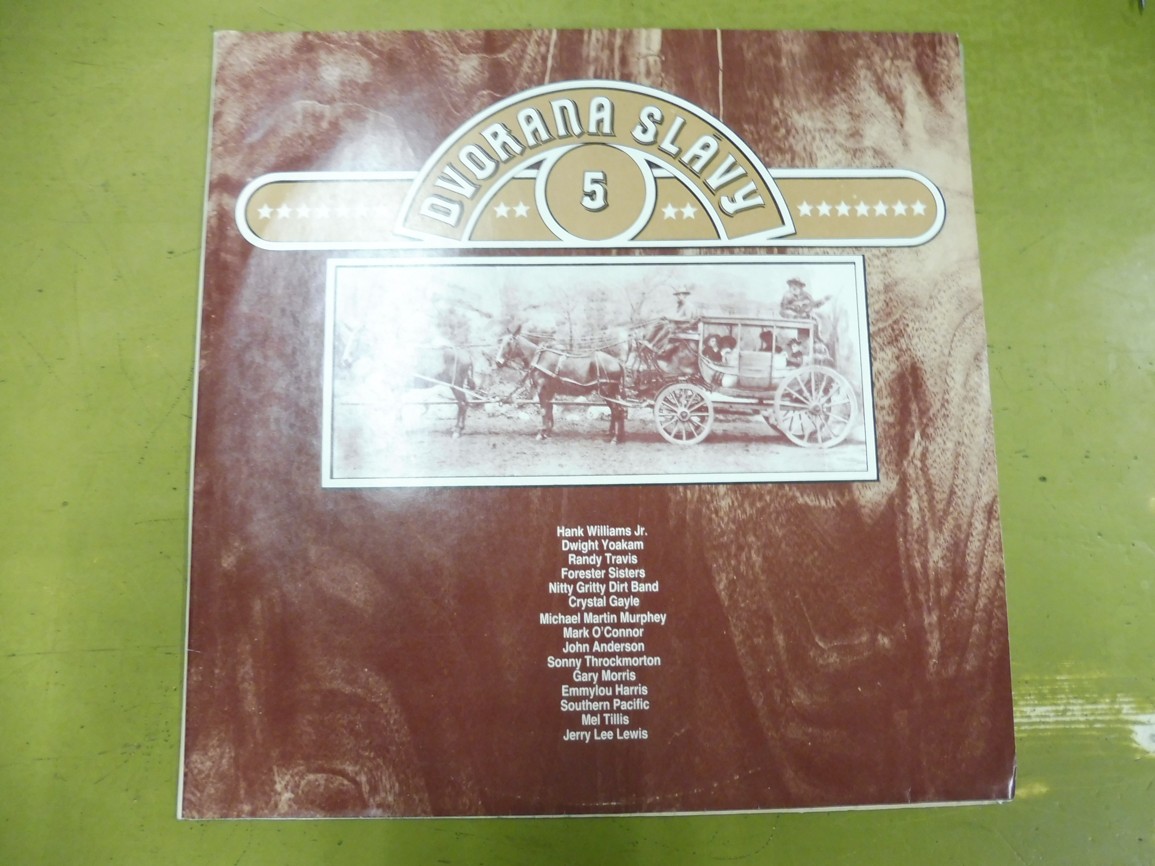 DVORANA SLÁVY
5
Hank Williams Jr.
Dwight Yoakam
Randy Travis
Forester Sisters
Nitty Gritty Dirt Band
Crystal Gayle
Michael Martin Murphey
Mark O'Connor
John Anderson
Sonny Throckmorton
Gary Morris
Emmylou Harris
Southern Pacific
Mel Tillis
Jerry Lee Lewis